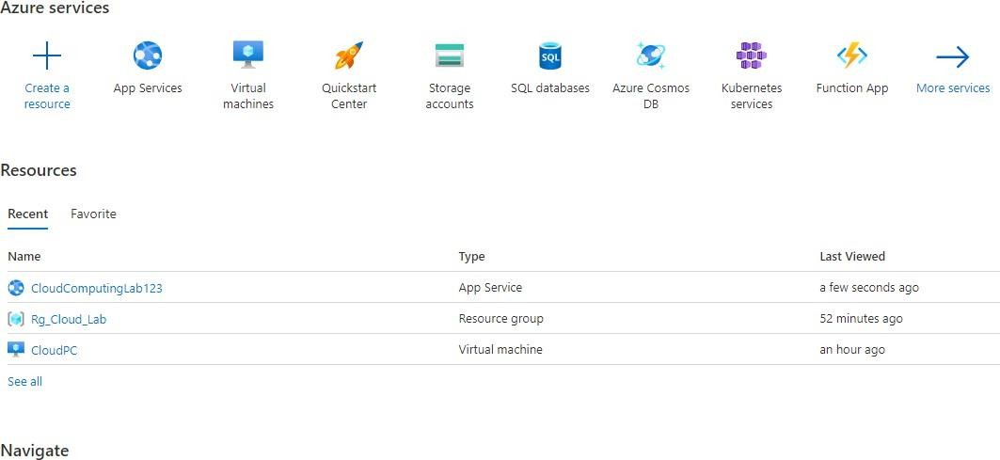 Azure services
Create a
resource
App Services
Virtual
machines
Quickstart
Center
Storage
accounts
SQL
SQL databases
Azure Cosmos
DB
Kubernetes
services
Function App
More services
Resources
Recent Favorite
Name Type Last Viewed
CloudComputingLab123 App Service a few seconds ago
Rg_Cloud_Lab Resource group 52 minutes ago
CloudPC Virtual machine an hour ago
See all
Navigate